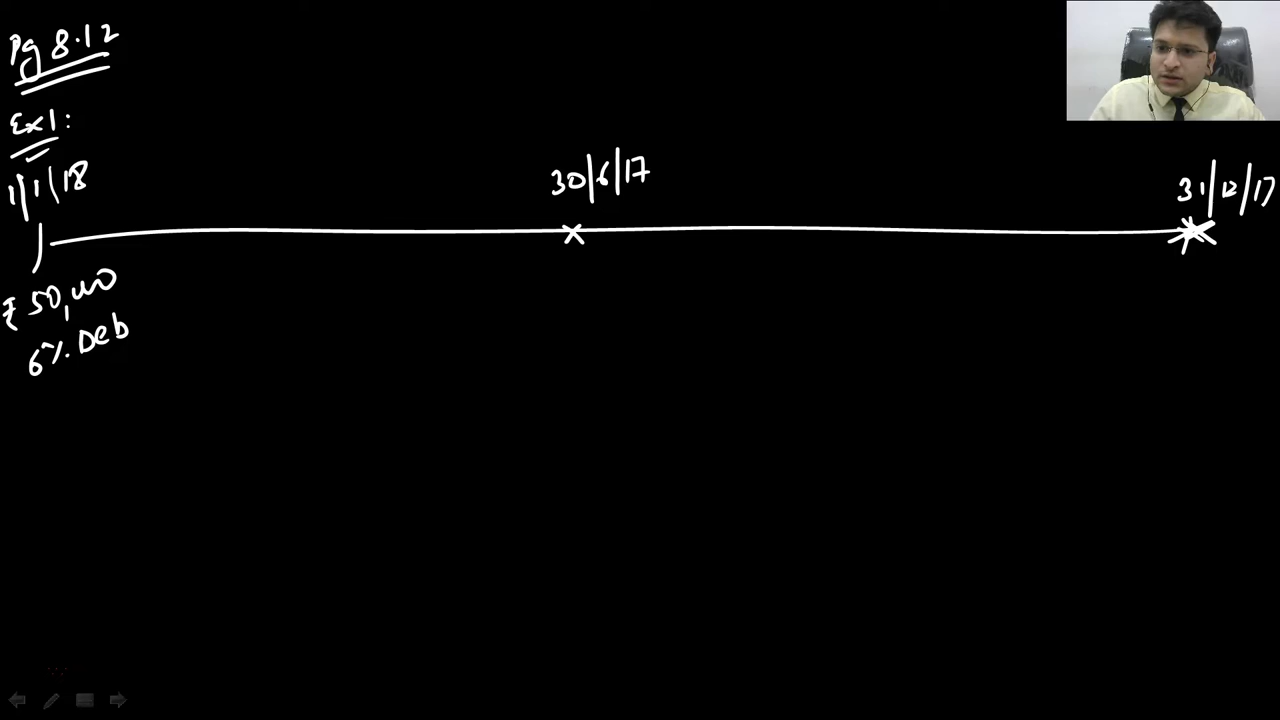 Pg 8.12
Ex1:
1/1/18
30/6/17
31/12/17
₹ 50,000
6% Deb